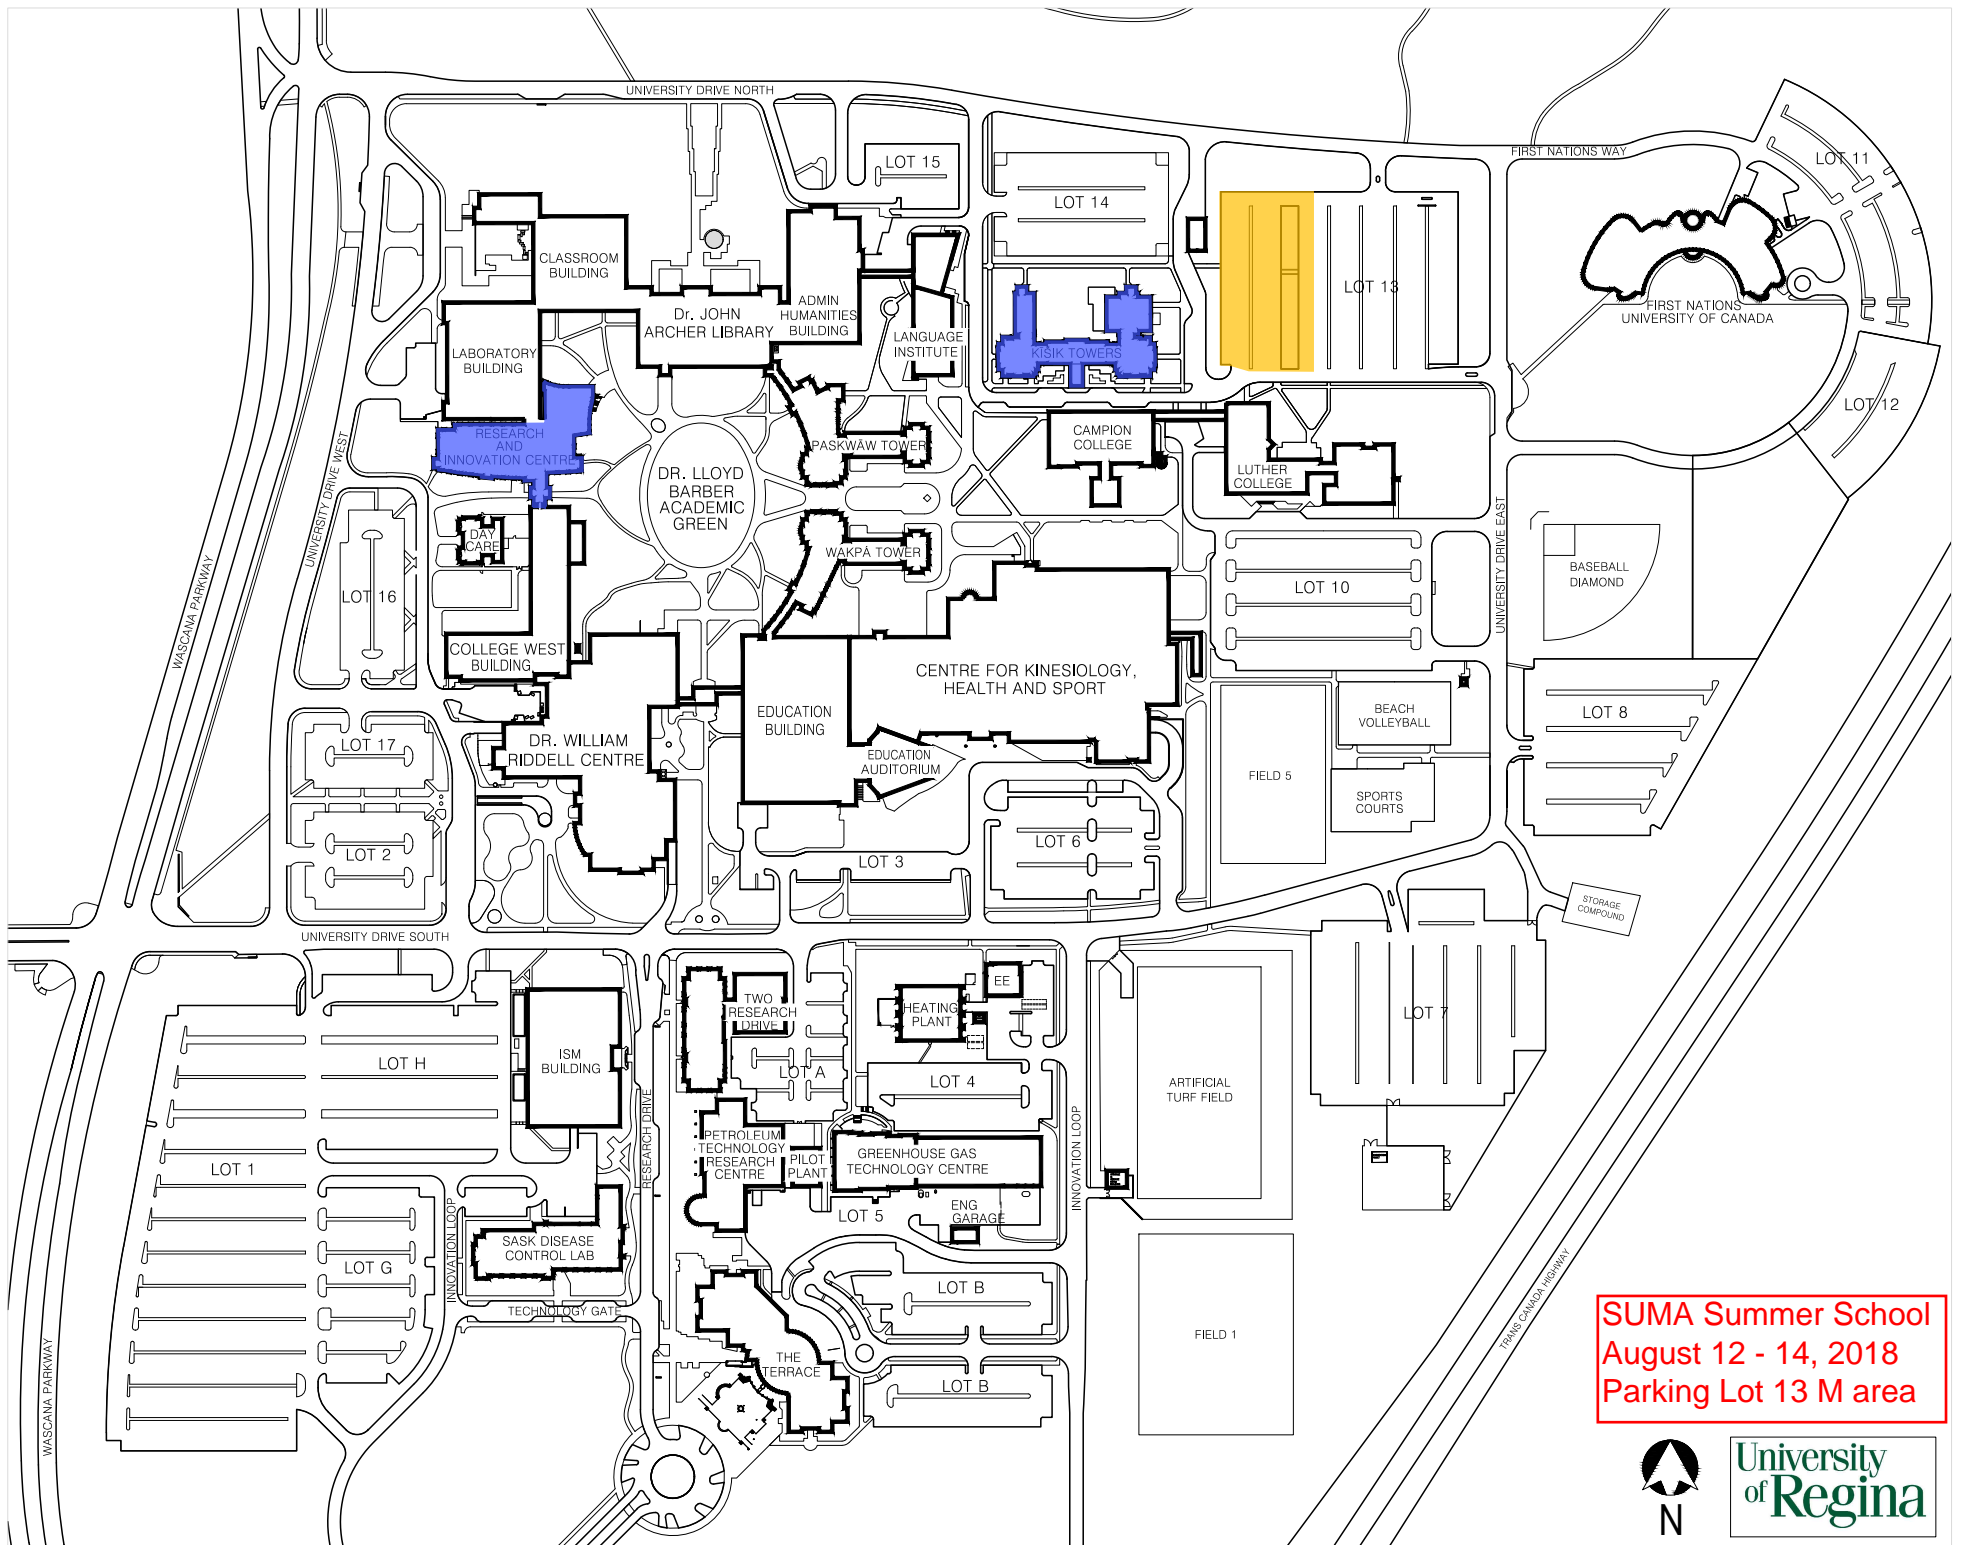 UNIVERSITY DRIVE NORTH
FIRST NATIONS WAY
LOT 11
LOT 15
LOT 14
CLASSROOM
BUILDING
LOT 13
ADMIN
HUMANITIES
BUILDING
Dr. JOHN
ARCHER LIBRARY
FIRST NATIONS
UNIVERSITY OF CANADA
LANGUAGE
INSTITUTE
KISIK TOWERS
LABORATORY
BUILDING
LOT 12
RESEARCH
AND
INNOVATION CENTRE
PASKWĀW TOWER
CAMPION
COLLEGE
LUTHER
COLLEGE
DR. LLOYD
BARBER
ACADEMIC
GREEN
UNIVERSITY DRIVE WEST
UNIVERSITY DRIVE EAST
DAY
CARE
WAKPĀ TOWER
BASEBALL
DIAMOND
LOT 10
LOT 16
WASCANA PARKWAY
COLLEGE WEST
BUILDING
CENTRE FOR KINESIOLOGY,
HEALTH AND SPORT
EDUCATION
BUILDING
BEACH
VOLLEYBALL
LOT 8
DR. WILLIAM
RIDDELL CENTRE
LOT 17
EDUCATION
AUDITORIUM
FIELD 5
SPORTS
COURTS
LOT 2
LOT 3
LOT 6
STORAGE
COMPOUND
UNIVERSITY DRIVE SOUTH
TWO
RESEARCH
DRIVE
EE
HEATING
PLANT
LOT 7
ISM
BUILDING
LOT H
LOT A
LOT 4
ARTIFICIAL
TURF FIELD
RESEARCH DRIVE
INNOVATION LOOP
PETROLEUM
TECHNOLOGY
RESEARCH
CENTRE
PILOT
PLANT
GREENHOUSE GAS
TECHNOLOGY CENTRE
LOT 1
LOT 5
ENG
GARAGE
INNOVATION LOOP
SASK DISEASE
CONTROL LAB
LOT G
LOT B
TECHNOLOGY GATE
TRANS CANADA HIGHWAY
FIELD 1
THE
TERRACE
LOT B
WASCANA PARKWAY
SUMA Summer School
August 12 - 14, 2018
Parking Lot 13 M area
N
University
of Regina